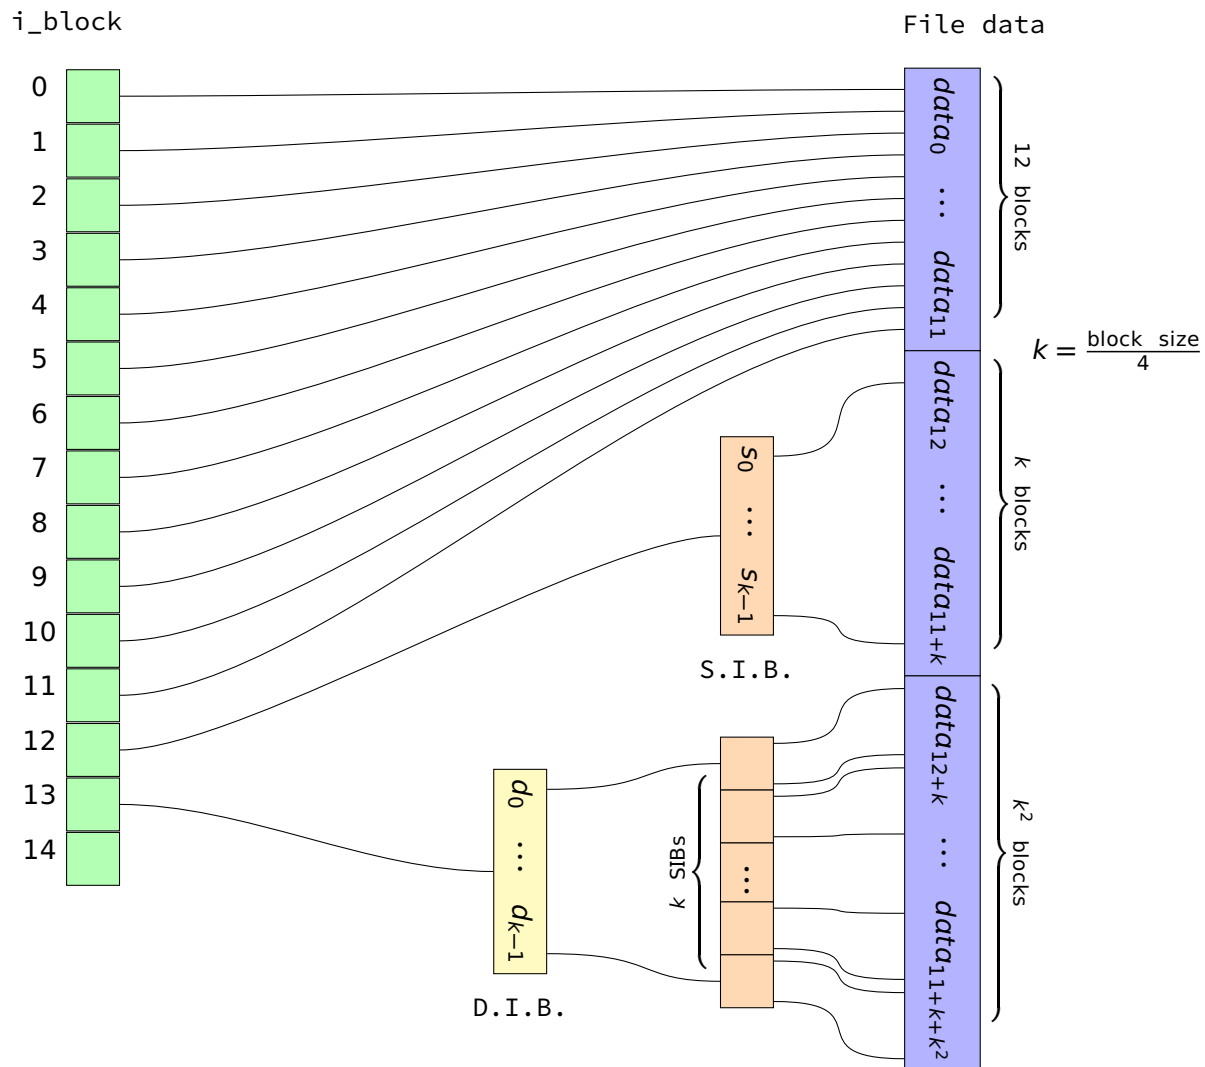 i_block
File data
0
1
2
3
4
5
6
7
8
9
10
11
12
13
14
data₀
⋯
data₁₁
12 blocks
k = block size / 4
data₁₂
⋯
data₁₁₊ₖ
k blocks
s₀ ⋯ sₖ₋₁
S.I.B.
d₀ ⋯ dₖ₋₁
D.I.B.
k SIBs
⋯
data₁₂₊ₖ
⋯
data₁₁₊ₖ₊ₖ²
k² blocks